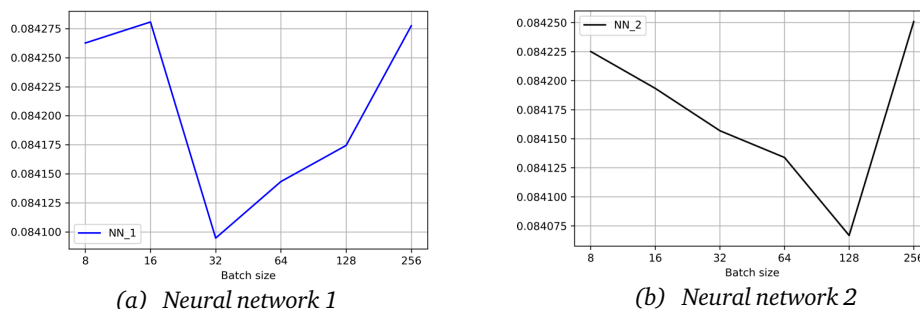 0.084275
0.084250
0.084225
0.084200
0.084175
0.084150
0.084125
0.084100
NN_1
8 16 32 64 128 256
Batch size
(a) Neural network 1
0.084250
0.084225
0.084200
0.084175
0.084150
0.084125
0.084100
0.084075
NN_2
8 16 32 64 128 256
Batch size
(b) Neural network 2